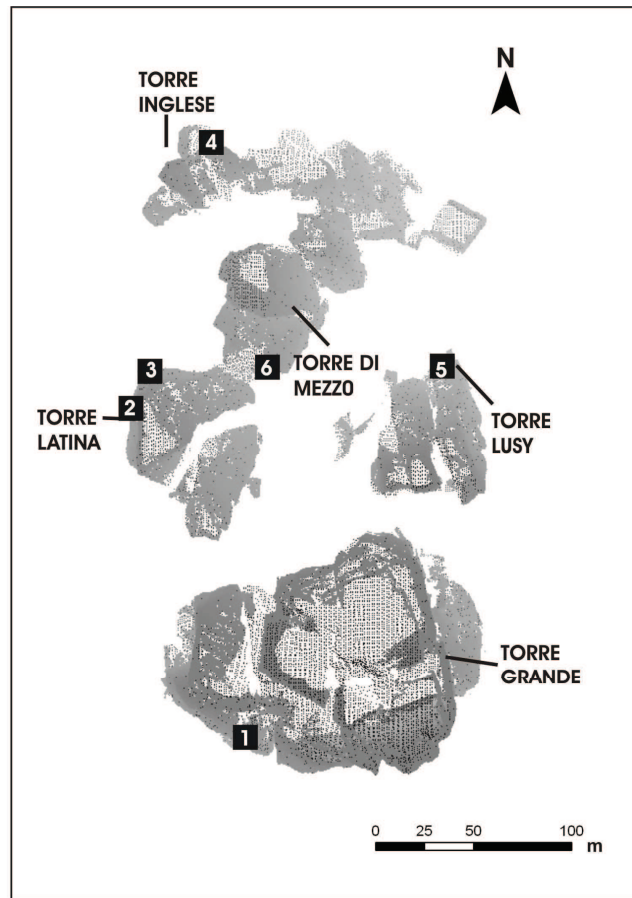 N
TORRE
INGLESE
4
TORRE DI
MEZZO
3
6
5
2
TORRE
LATINA
TORRE
LUSY
TORRE
GRANDE
1
0 25 50 100
m